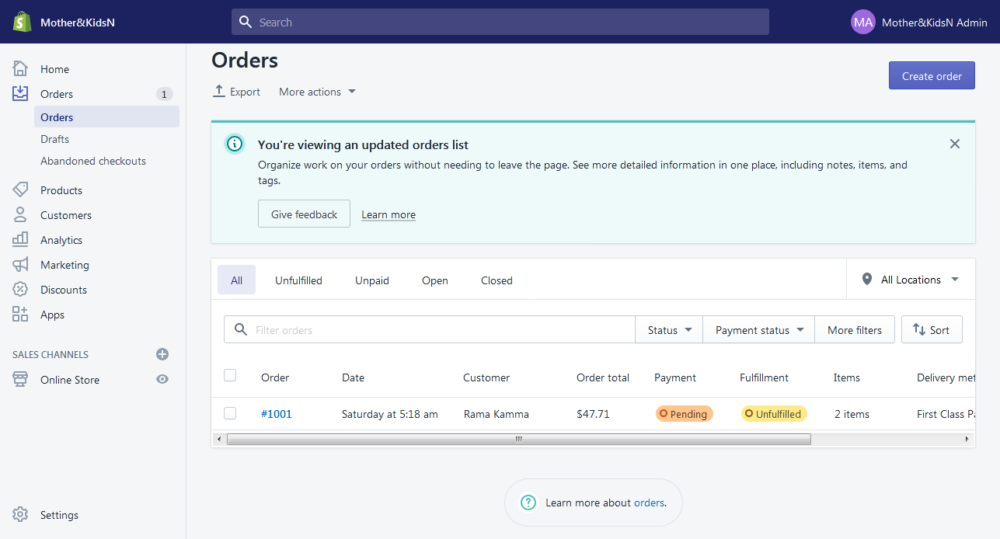 Mother&KidsN
Search
MA Mother&KidsN Admin
Home
Orders 1
Orders
Drafts
Abandoned checkouts
Products
Customers
Analytics
Marketing
Discounts
Apps
SALES CHANNELS
Online Store
Settings
Orders
Export More actions
Create order
You're viewing an updated orders list
Organize work on your orders without needing to leave the page. See more detailed information in one place, including notes, items, and
tags.
Give feedback Learn more
All Unfulfilled Unpaid Open Closed All Locations
Filter orders Status Payment status More filters Sort
Order Date Customer Order total Payment Fulfillment Items Delivery met
#1001 Saturday at 5:18 am Rama Kamma $47.71 Pending Unfulfilled 2 items First Class Pa
Learn more about orders.